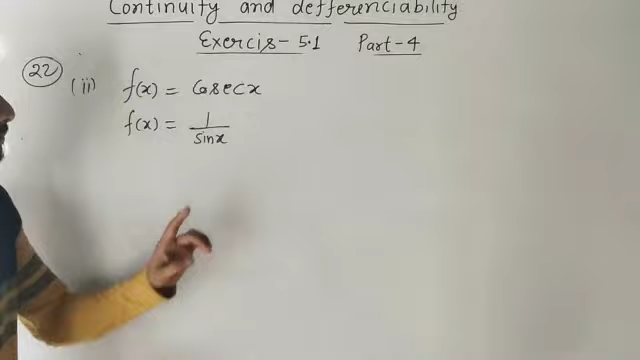 Continuity and defferenciability
Exercis - 5.1 Part - 4
22
(ii) f(x) = Cosecx
f(x) = 1/sinx